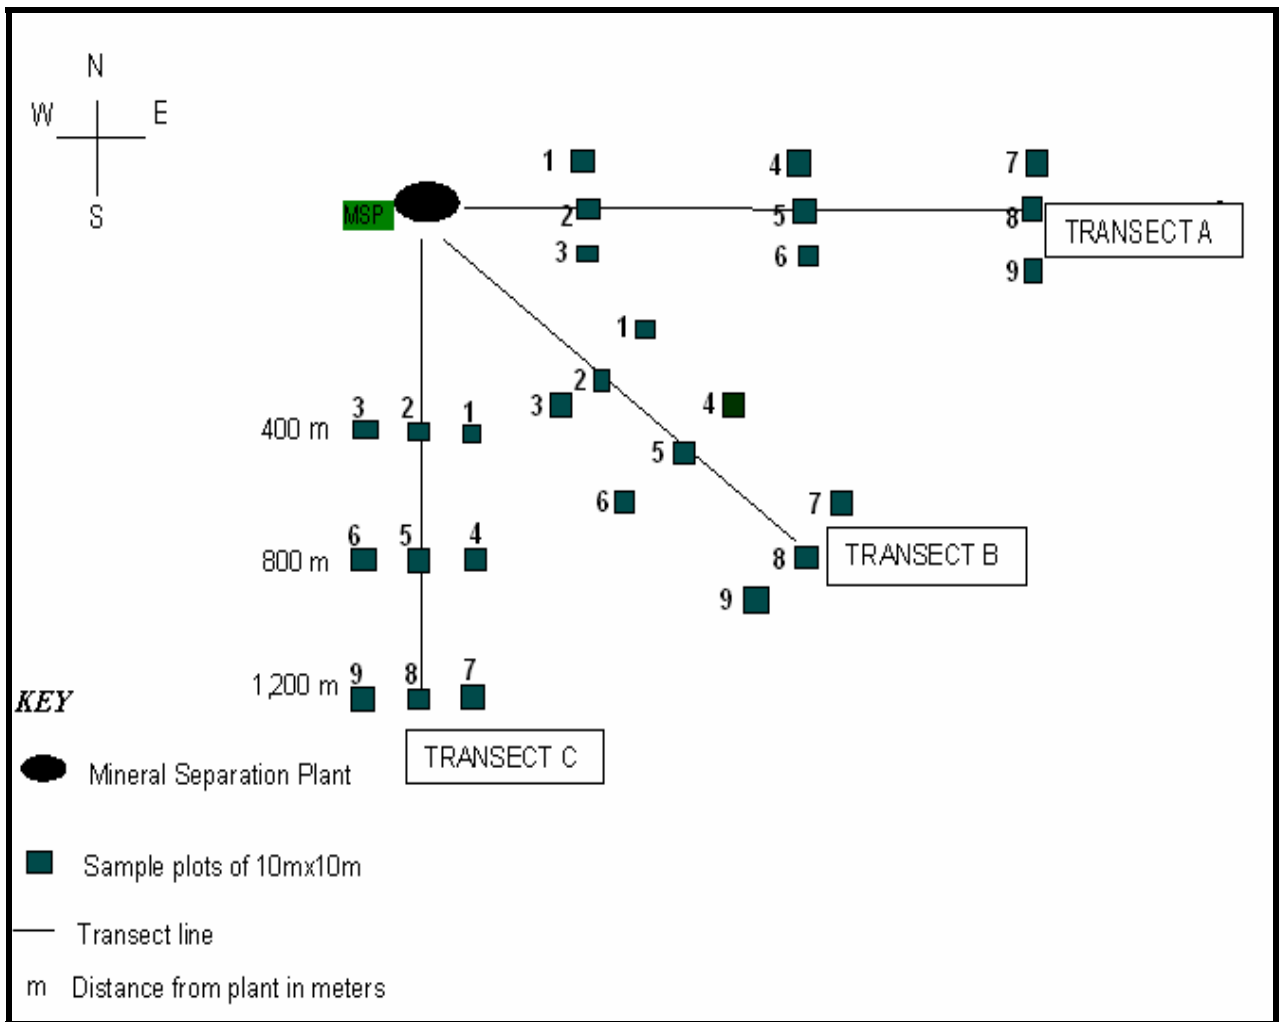 N
W E
S
MSP
1 4 7
2 5 8
3 6 9
TRANSECT A
1
2
3 4
5
6 7
8
9
TRANSECT B
400 m 3 2 1
800 m 6 5 4
1,200 m 9 8 7
TRANSECT C
KEY
Mineral Separation Plant
Sample plots of 10mx10m
Transect line
m Distance from plant in meters